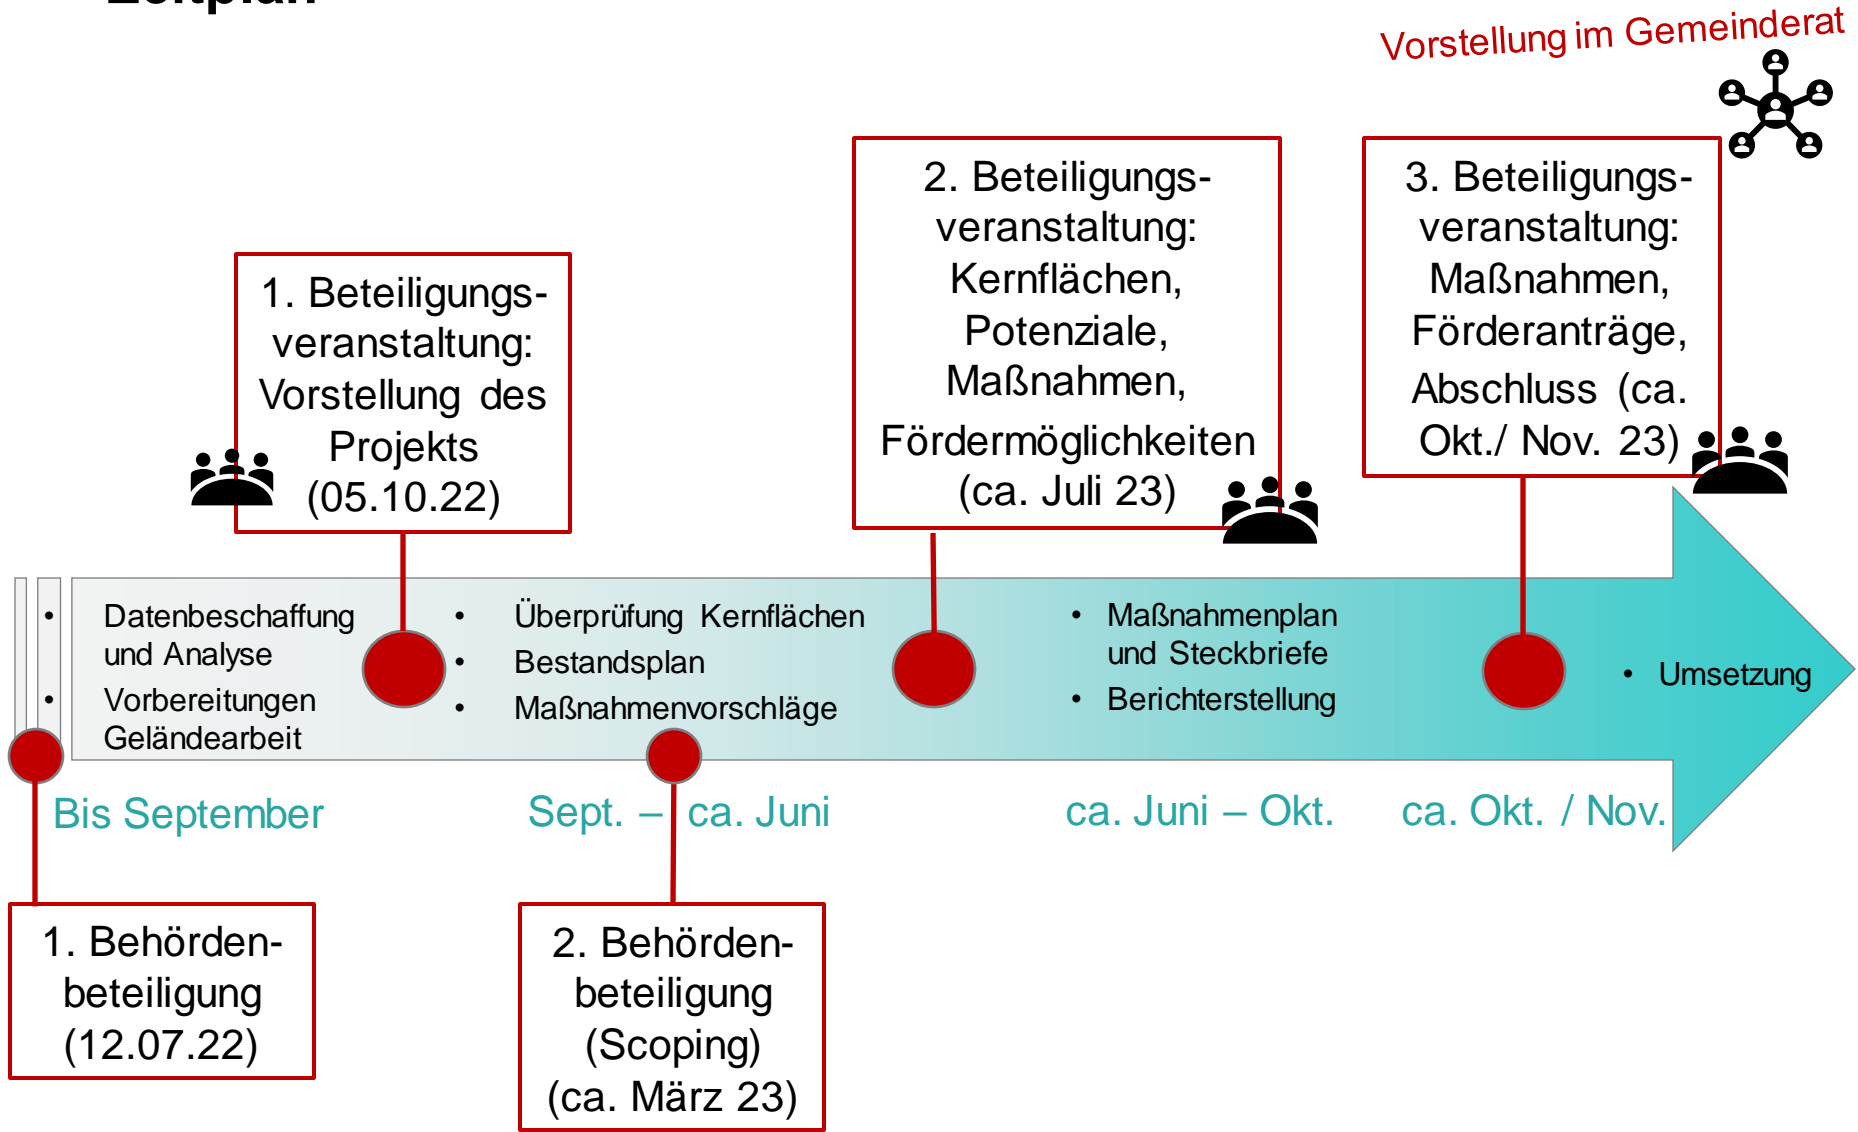 Zeitplan
Vorstellung im Gemeinderat
1. Beteiligungs-
veranstaltung:
Vorstellung des
Projekts
(05.10.22)
2. Beteiligungs-
veranstaltung:
Kernflächen,
Potenziale,
Maßnahmen,
Fördermöglichkeiten
(ca. Juli 23)
3. Beteiligungs-
veranstaltung:
Maßnahmen,
Förderanträge,
Abschluss (ca.
Okt./ Nov. 23)
• Datenbeschaffung
und Analyse
• Vorbereitungen
Geländearbeit
• Überprüfung Kernflächen
• Bestandsplan
• Maßnahmenvorschläge
• Maßnahmenplan
und Steckbriefe
• Berichterstellung
• Umsetzung
Bis September
Sept. – ca. Juni
ca. Juni – Okt.
ca. Okt. / Nov.
1. Behörden-
beteiligung
(12.07.22)
2. Behörden-
beteiligung
(Scoping)
(ca. März 23)